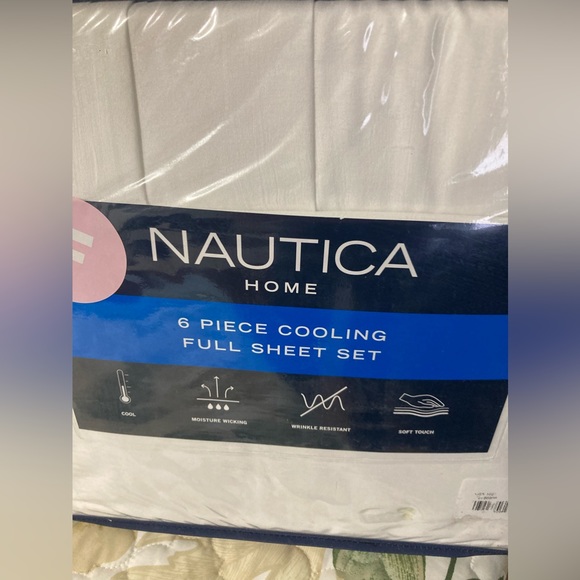 NAUTICA
HOME
6 PIECE COOLING
FULL SHEET SET
COOL
MOISTURE WICKING
WRINKLE RESISTANT
SOFT TOUCH